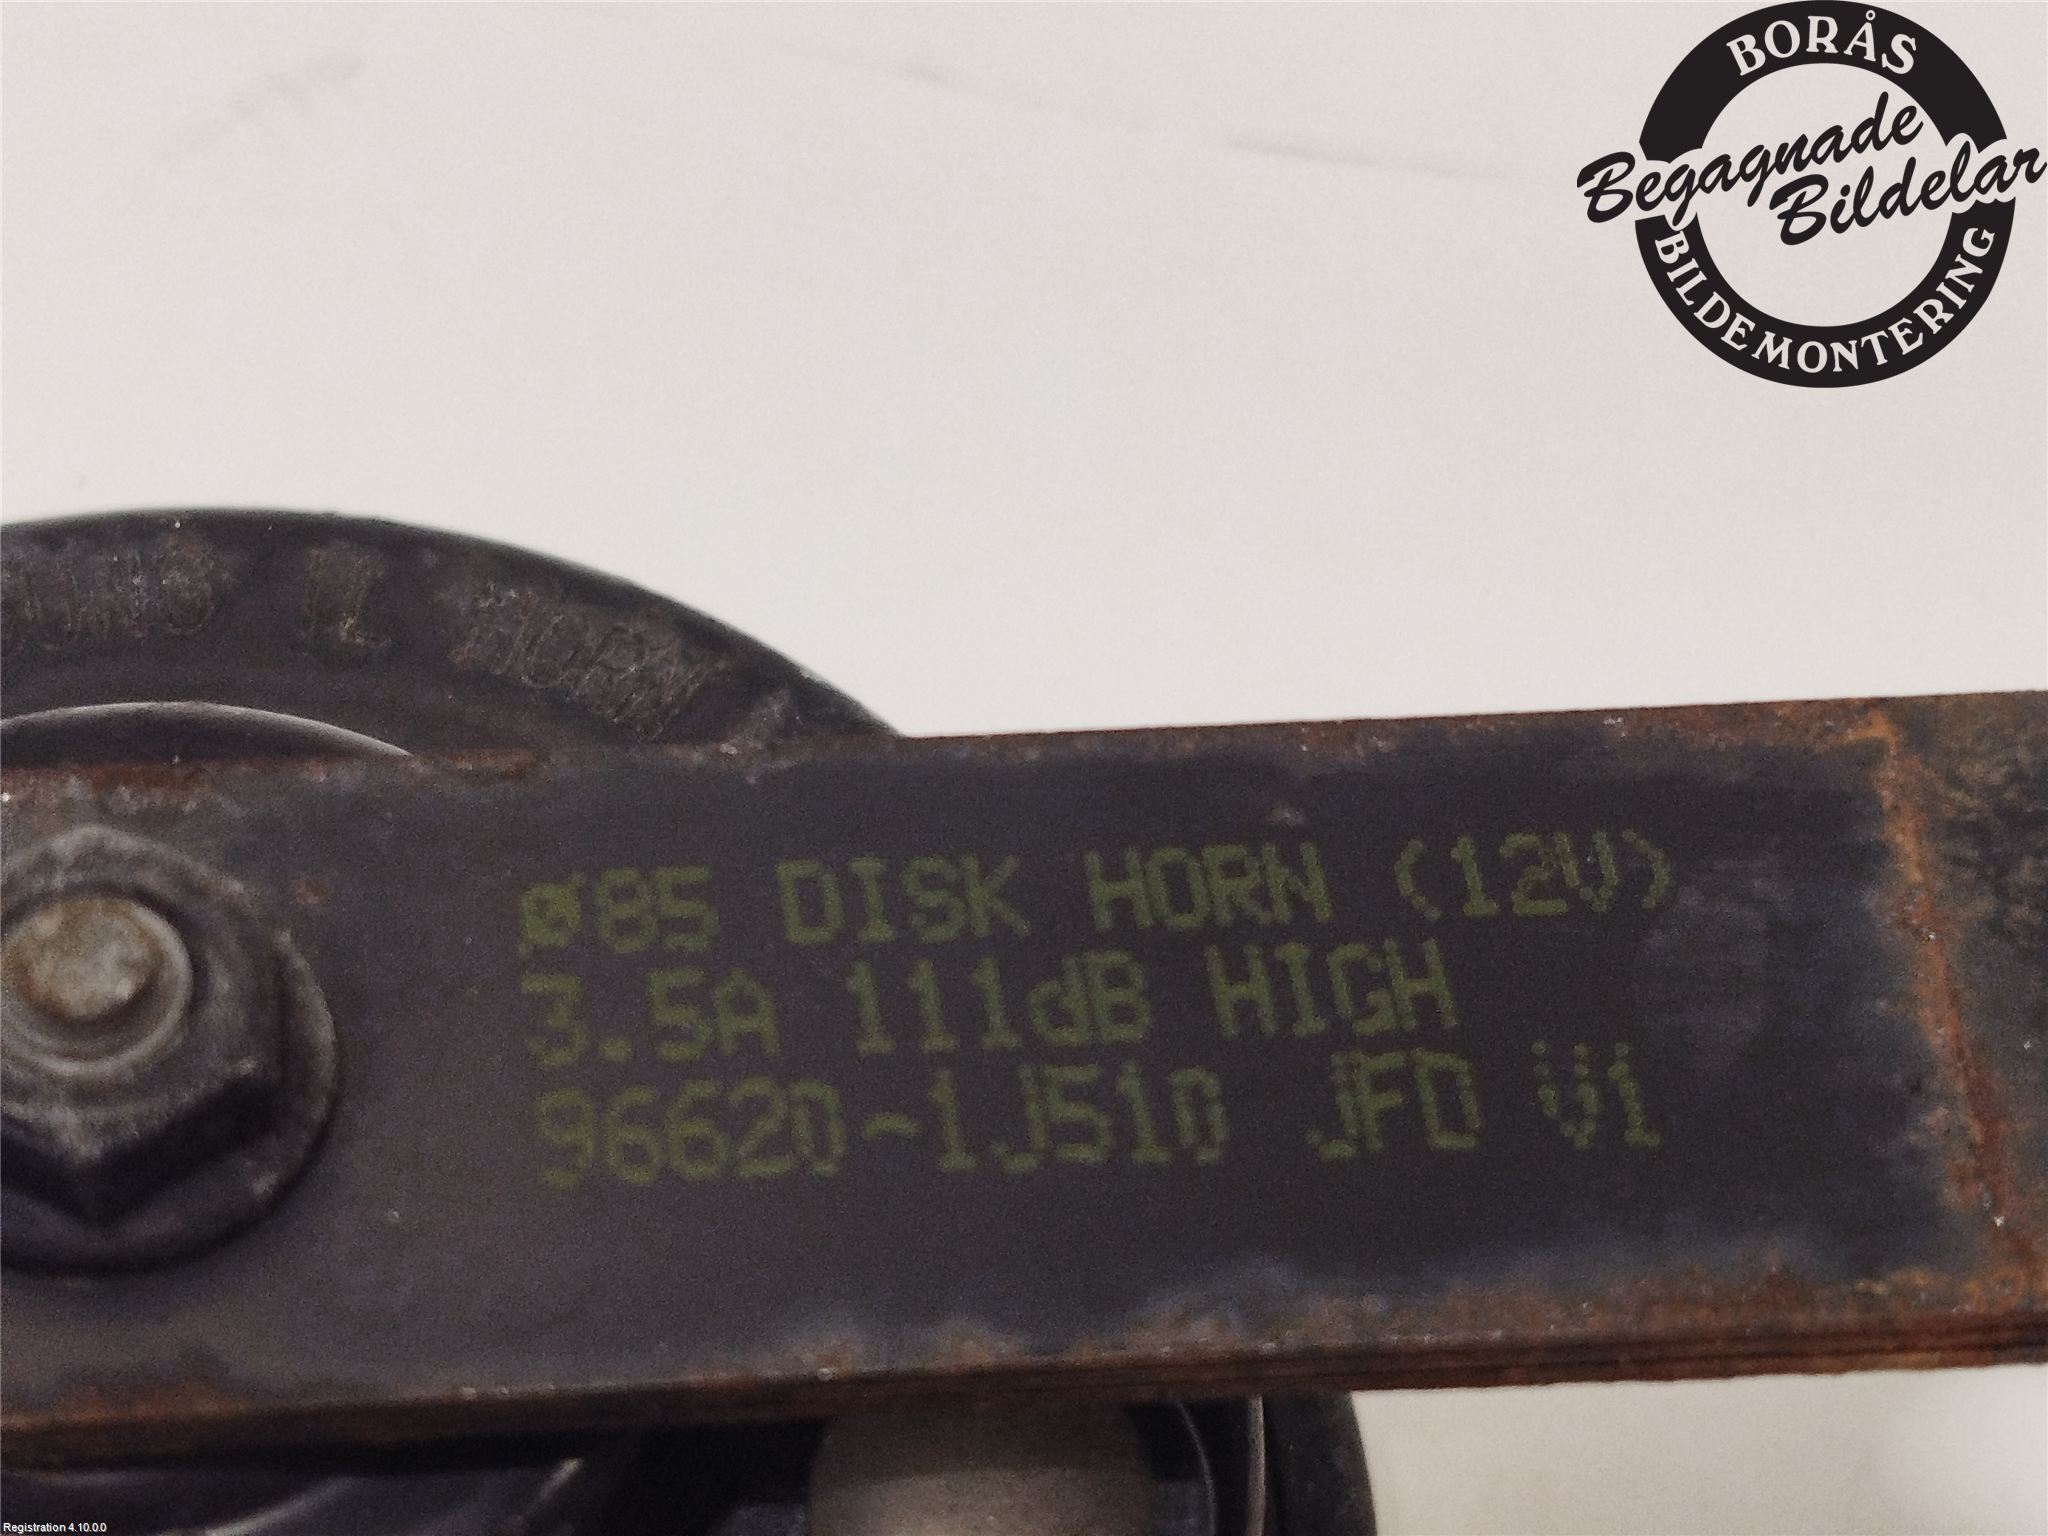 BORÅS
Begagnade
Bildelar
BILDEMONTERING
Ø85 DISK HORN (12V)
3.5A 111dB HIGH
96620-1J510 JFD V1
Registration 4.10.0.0